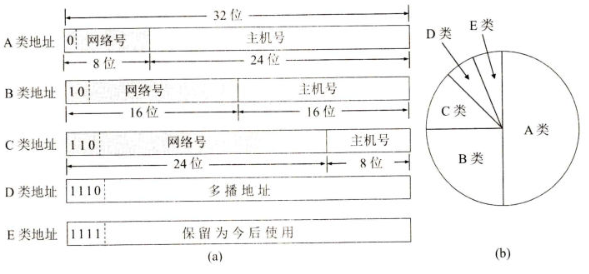 32 位
A 类地址 0 网络号 主机号
8 位 24 位
B 类地址 10 网络号 主机号
16 位 16 位
C 类地址 110 网络号 主机号
24 位 8 位
D 类地址 1110 多播地址
E 类地址 1111 保留为今后使用
(a)
D 类
E 类
C 类
A 类
B 类
(b)